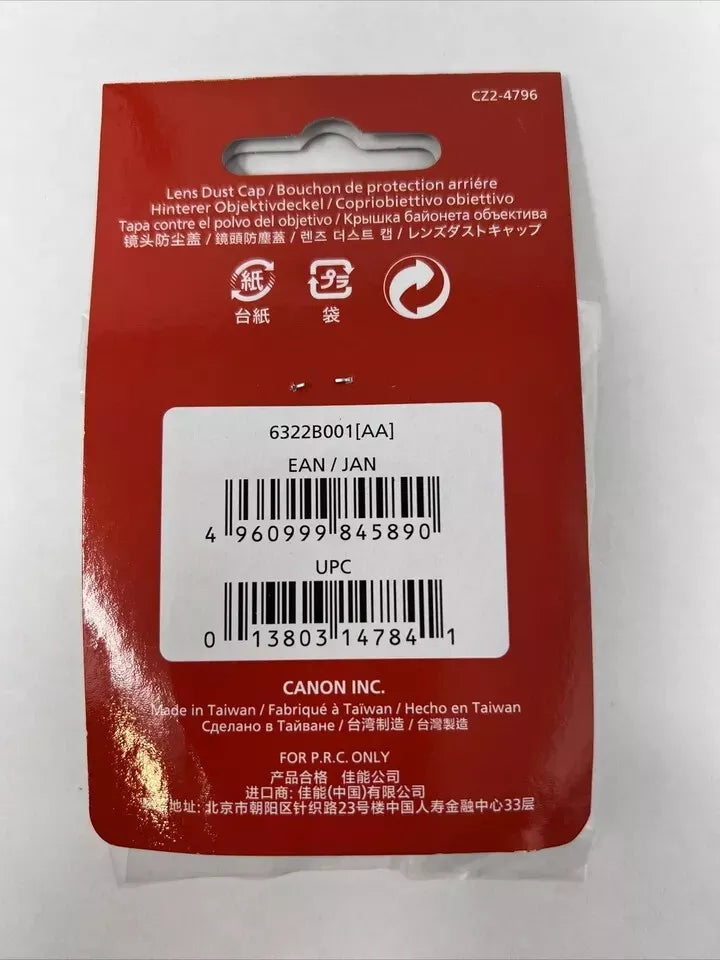 CZ2-4796
Lens Dust Cap / Bouchon de protection arriére
Hinterer Objektivdeckel / Copriobiettivo obiettivo
Tapa contre el polvo del objetivo / Крышка байонета объектива
镜头防尘盖 / 鏡頭防塵蓋 / 렌즈 더스트 캡 / レンズダストキャップ
紙 プラ
台紙 袋
6322B001[AA]
EAN / JAN
4 960999 845890
UPC
0 13803 14784 1
CANON INC.
Made in Taiwan / Fabriqué à Taïwan / Hecho en Taiwan
Сделано в Тайване / 台湾制造 / 台灣製造
FOR P.R.C. ONLY
产品合格 佳能公司
进口商: 佳能(中国)有限公司
地址: 北京市朝阳区针织路23号楼中国人寿金融中心33层